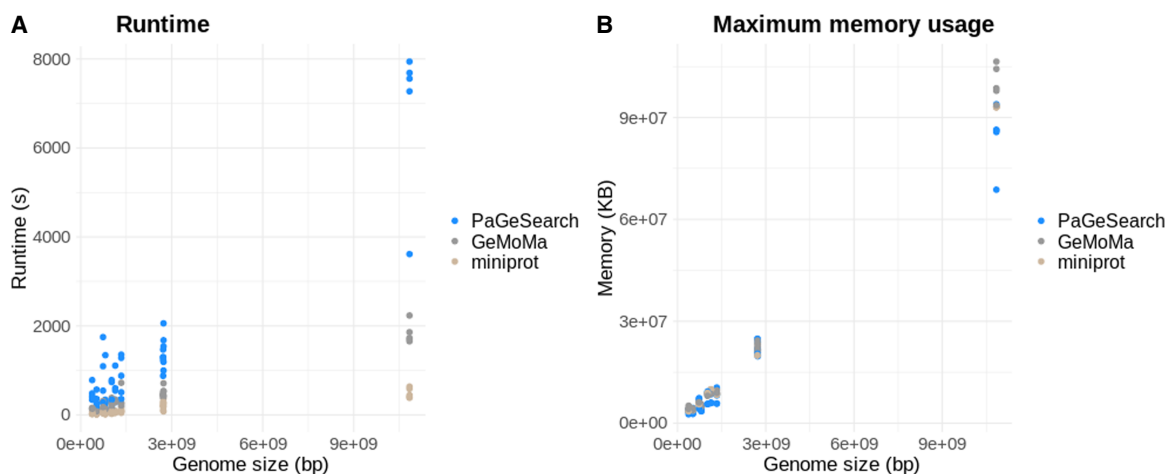 A Runtime
8000
6000
4000
2000
0
Runtime (s)
0e+00 3e+09 6e+09 9e+09
Genome size (bp)
PaGeSearch
GeMoMa
miniprot
B Maximum memory usage
9e+07
6e+07
3e+07
0e+00
Memory (KB)
0e+00 3e+09 6e+09 9e+09
Genome size (bp)
PaGeSearch
GeMoMa
miniprot